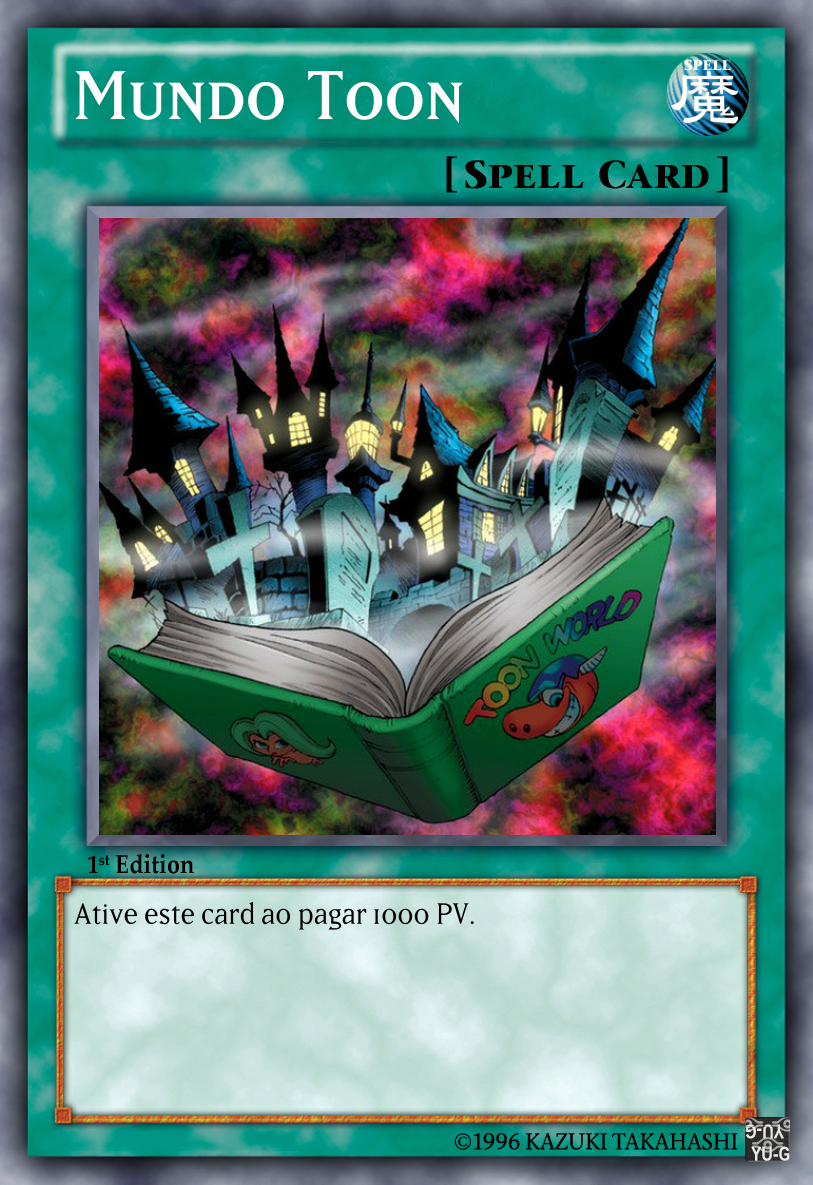 Mundo Toon
SPELL
魔
[Spell Card]
TOON WORLD
1st Edition
Ative este card ao pagar 1000 PV.
©1996 KAZUKI TAKAHASHI
YU-G
YU-G